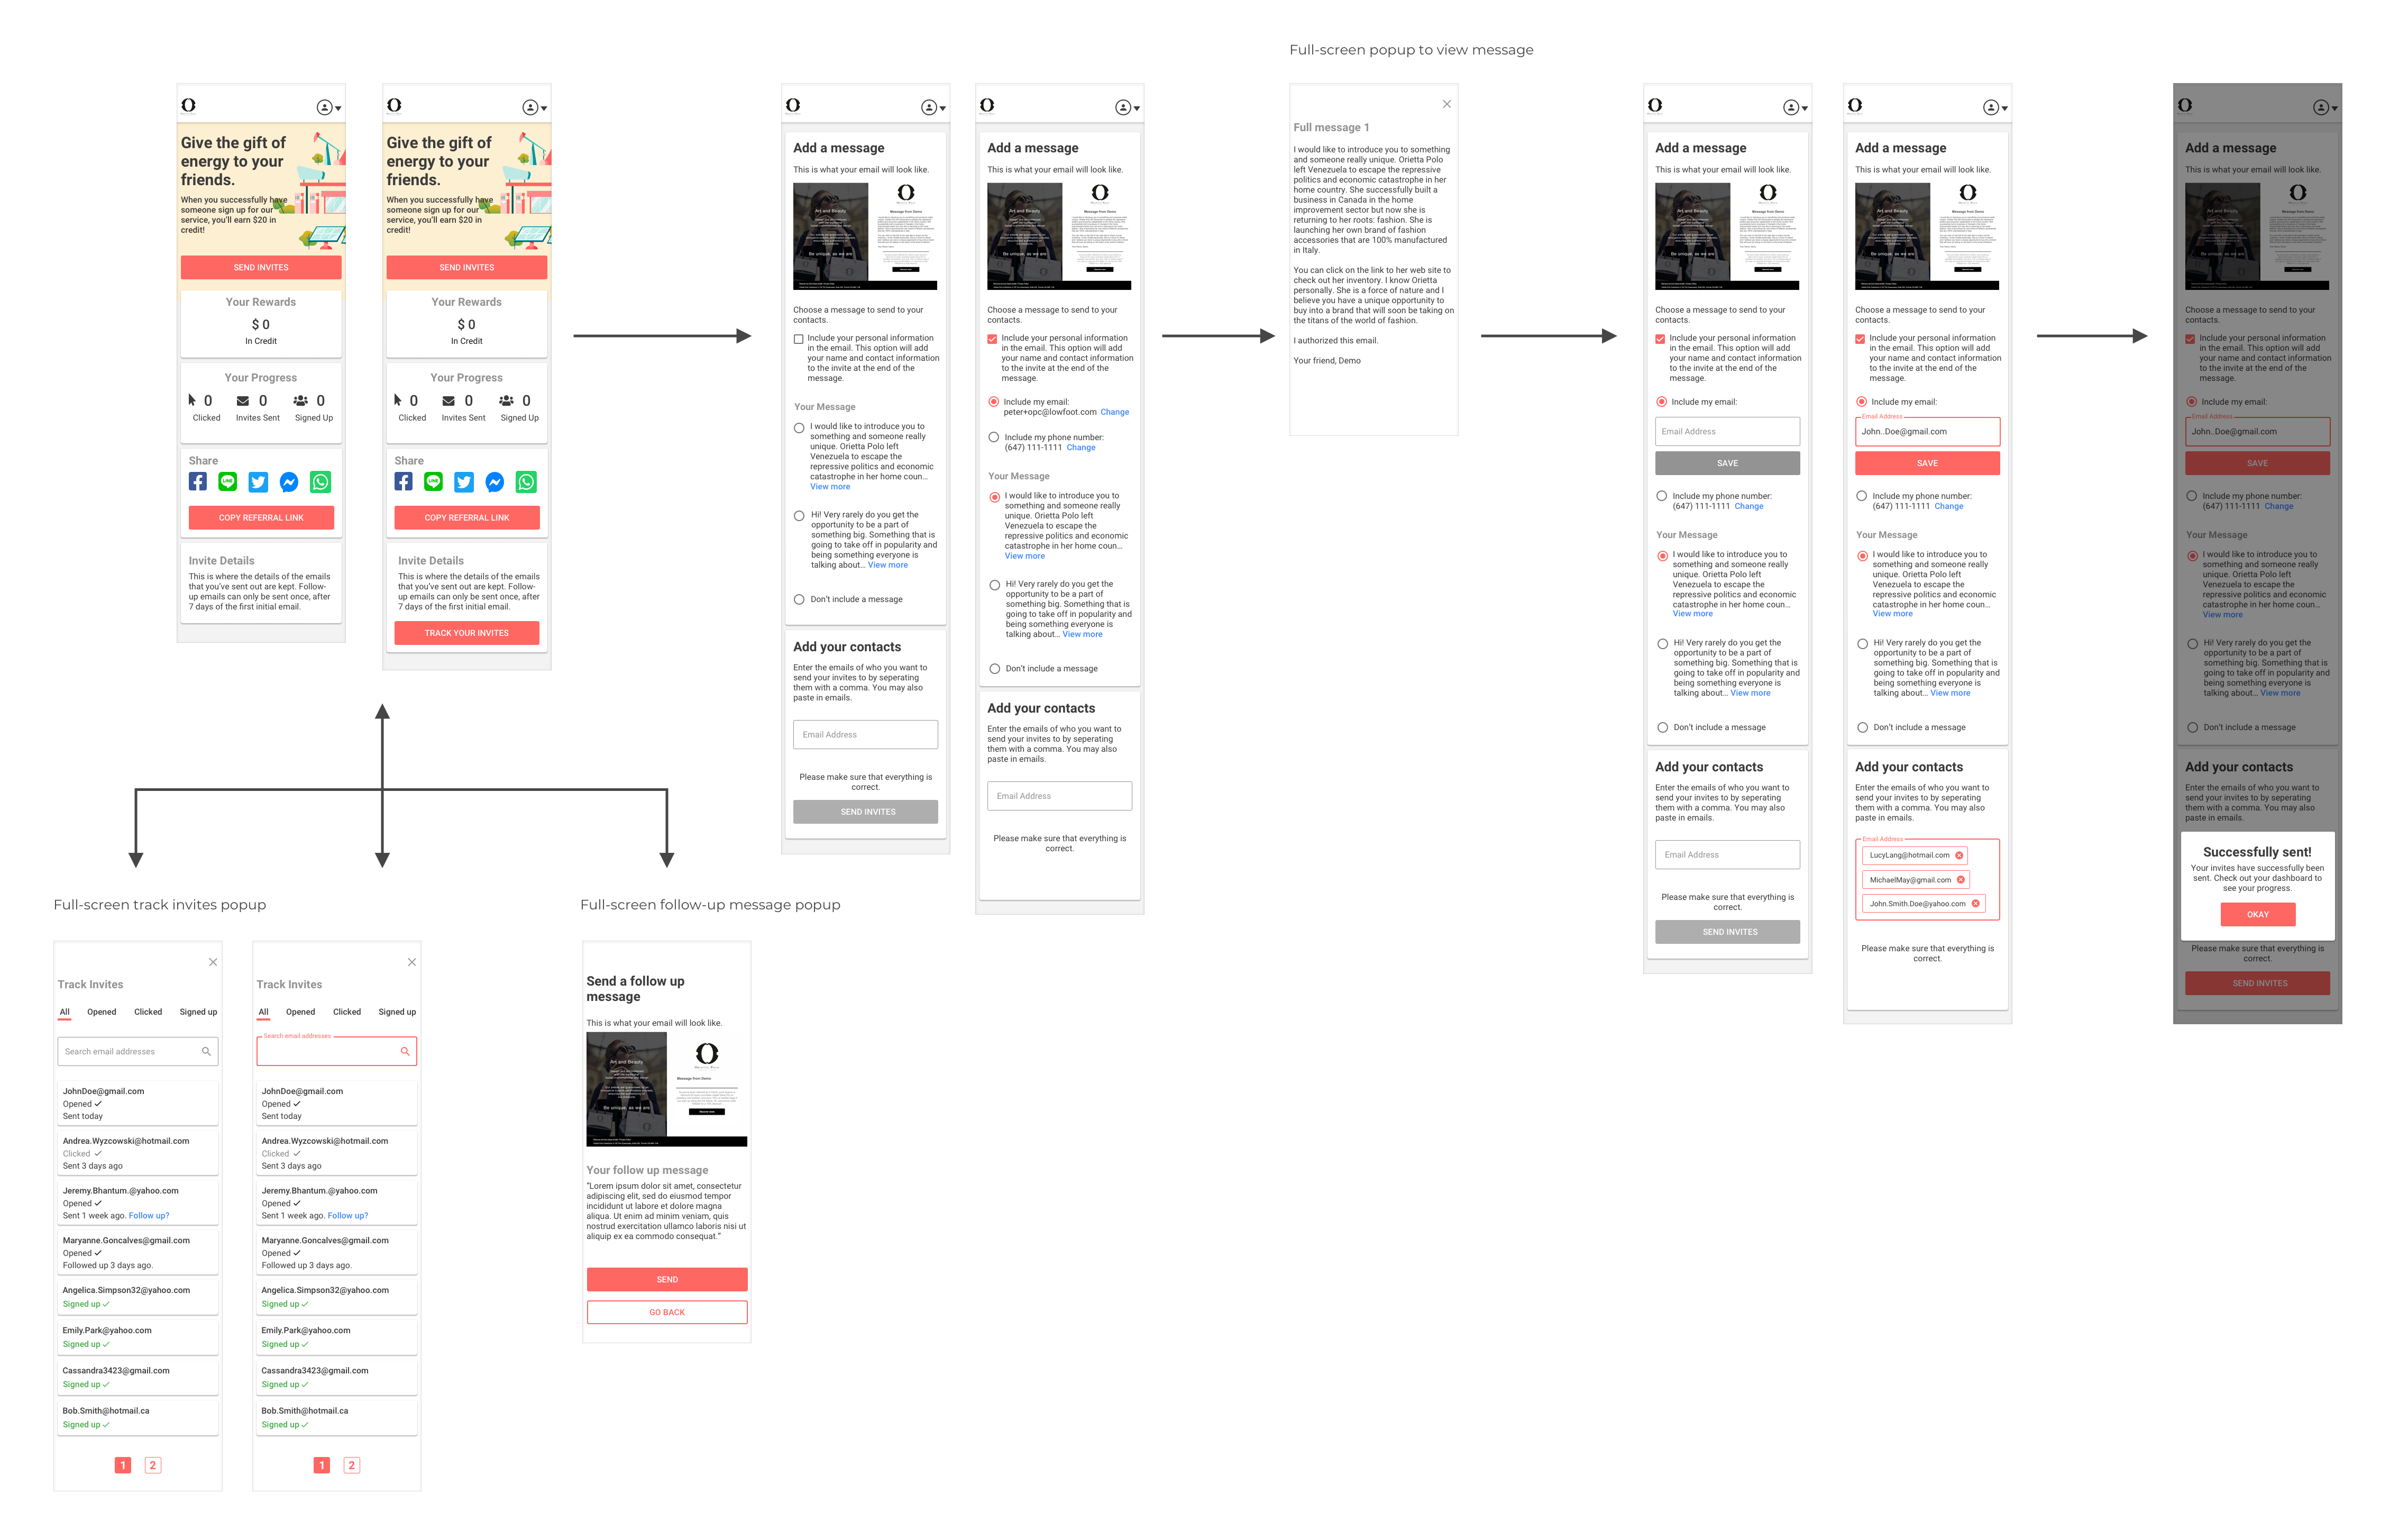 Full-screen popup to view message
Give the gift of
energy to your
friends.
When you successfully have
someone sign up for our
service, you'll earn $20 in
credit!
SEND INVITES
Your Rewards
$ 0
In Credit
Your Progress
0 0 0
Clicked Invites Sent Signed Up
Share
LINE
COPY REFERRAL LINK
Invite Details
This is where the details of the emails
that you've sent out are kept. Follow-
up emails can only be sent once, after
7 days of the first initial email.
Give the gift of
energy to your
friends.
When you successfully have
someone sign up for our
service, you'll earn $20 in
credit!
SEND INVITES
Your Rewards
$ 0
In Credit
Your Progress
0 0 0
Clicked Invites Sent Signed Up
Share
LINE
COPY REFERRAL LINK
Invite Details
This is where the details of the emails
that you've sent out are kept. Follow-
up emails can only be sent once, after
7 days of the first initial email.
TRACK YOUR INVITES
Add a message
This is what your email will look like.
Art and Beauty
Be unique, as we are
Message from Demo
Choose a message to send to your
contacts.
Include your personal information
in the email. This option will add
your name and contact information
to the invite at the end of the
message.
Your Message
I would like to introduce you to
something and someone really
unique. Orietta Polo left
Venezuela to escape the
repressive politics and economic
catastrophe in her home coun...
View more
Hi! Very rarely do you get the
opportunity to be a part of
something big. Something that is
going to take off in popularity and
being something everyone is
talking about... View more
Don't include a message
Add your contacts
Enter the emails of who you want to
send your invites to by seperating
them with a comma. You may also
paste in emails.
Email Address
Please make sure that everything is
correct.
SEND INVITES
Add a message
This is what your email will look like.
Art and Beauty
Be unique, as we are
Message from Demo
Choose a message to send to your
contacts.
Include your personal information
in the email. This option will add
your name and contact information
to the invite at the end of the
message.
Include my email:
peter+opc@lowfoot.com Change
Include my phone number:
(647) 111-1111 Change
Your Message
I would like to introduce you to
something and someone really
unique. Orietta Polo left
Venezuela to escape the
repressive politics and economic
catastrophe in her home coun...
View more
Hi! Very rarely do you get the
opportunity to be a part of
something big. Something that is
going to take off in popularity and
being something everyone is
talking about... View more
Don't include a message
Add your contacts
Enter the emails of who you want to
send your invites to by seperating
them with a comma. You may also
paste in emails.
Email Address
Please make sure that everything is
correct.
Full message 1
I would like to introduce you to something
and someone really unique. Orietta Polo
left Venezuela to escape the repressive
politics and economic catastrophe in her
home country. She successfully built a
business in Canada in the home
improvement sector but now she is
returning to her roots: fashion. She is
launching her own brand of fashion
accessories that are 100% manufactured
in Italy.
You can click on the link to her web site to
check out her inventory. I know Orietta
personally. She is a force of nature and I
believe you have a unique opportunity to
buy into a brand that will soon be taking on
the titans of the world of fashion.
I authorized this email.
Your friend, Demo
Add a message
This is what your email will look like.
Art and Beauty
Be unique, as we are
Message from Demo
Choose a message to send to your
contacts.
Include your personal information
in the email. This option will add
your name and contact information
to the invite at the end of the
message.
Include my email:
Email Address
SAVE
Include my phone number:
(647) 111-1111 Change
Your Message
I would like to introduce you to
something and someone really
unique. Orietta Polo left
Venezuela to escape the
repressive politics and economic
catastrophe in her home coun...
View more
Hi! Very rarely do you get the
opportunity to be a part of
something big. Something that is
going to take off in popularity and
being something everyone is
talking about... View more
Don't include a message
Add your contacts
Enter the emails of who you want to
send your invites to by seperating
them with a comma. You may also
paste in emails.
Email Address
Please make sure that everything is
correct.
SEND INVITES
Add a message
This is what your email will look like.
Art and Beauty
Be unique, as we are
Message from Demo
Choose a message to send to your
contacts.
Include your personal information
in the email. This option will add
your name and contact information
to the invite at the end of the
message.
Include my email:
Email Address
John..Doe@gmail.com
SAVE
Include my phone number:
(647) 111-1111 Change
Your Message
I would like to introduce you to
something and someone really
unique. Orietta Polo left
Venezuela to escape the
repressive politics and economic
catastrophe in her home coun...
View more
Hi! Very rarely do you get the
opportunity to be a part of
something big. Something that is
going to take off in popularity and
being something everyone is
talking about... View more
Don't include a message
Add your contacts
Enter the emails of who you want to
send your invites to by seperating
them with a comma. You may also
paste in emails.
Email Address
LucyLang@hotmail.com
MichaelMay@gmail.com
John.Smith.Doe@yahoo.com
Please make sure that everything is
correct.
Add a message
This is what your email will look like.
Art and Beauty
Be unique, as we are
Message from Demo
Choose a message to send to your
contacts.
Include your personal information
in the email. This option will add
your name and contact information
to the invite at the end of the
message.
Include my email:
Email Address
John..Doe@gmail.com
SAVE
Include my phone number:
(647) 111-1111 Change
Your Message
I would like to introduce you to
something and someone really
unique. Orietta Polo left
Venezuela to escape the
repressive politics and economic
catastrophe in her home coun...
View more
Hi! Very rarely do you get the
opportunity to be a part of
something big. Something that is
going to take off in popularity and
being something everyone is
talking about... View more
Don't include a message
Add your contacts
Enter the emails of who you want to
send your invites to by seperating
them with a comma. You may also
paste in emails.
Successfully sent!
Your invites have successfully been
sent. Check out your dashboard to
see your progress.
OKAY
Please make sure that everything is
correct.
SEND INVITES
Full-screen track invites popup
Track Invites
All Opened Clicked Signed up
Search email addresses
JohnDoe@gmail.com
Opened
Sent today
Andrea.Wyzcowski@hotmail.com
Clicked
Sent 3 days ago
Jeremy.Bhantum.@yahoo.com
Opened
Sent 1 week ago. Follow up?
Maryanne.Goncalves@gmail.com
Opened
Followed up 3 days ago.
Angelica.Simpson32@yahoo.com
Signed up
Emily.Park@yahoo.com
Signed up
Cassandra3423@gmail.com
Signed up
Bob.Smith@hotmail.ca
Signed up
1 2
Track Invites
All Opened Clicked Signed up
Search email addresses
JohnDoe@gmail.com
Opened
Sent today
Andrea.Wyzcowski@hotmail.com
Clicked
Sent 3 days ago
Jeremy.Bhantum.@yahoo.com
Opened
Sent 1 week ago. Follow up?
Maryanne.Goncalves@gmail.com
Opened
Followed up 3 days ago.
Angelica.Simpson32@yahoo.com
Signed up
Emily.Park@yahoo.com
Signed up
Cassandra3423@gmail.com
Signed up
Bob.Smith@hotmail.ca
Signed up
1 2
Full-screen follow-up message popup
Send a follow up
message
This is what your email will look like.
Art and Beauty
Be unique, as we are
Message from Demo
Your follow up message
"Lorem ipsum dolor sit amet, consectetur
adipiscing elit, sed do eiusmod tempor
incididunt ut labore et dolore magna
aliqua. Ut enim ad minim veniam, quis
nostrud exercitation ullamco laboris nisi ut
aliquip ex ea commodo consequat."
SEND
GO BACK